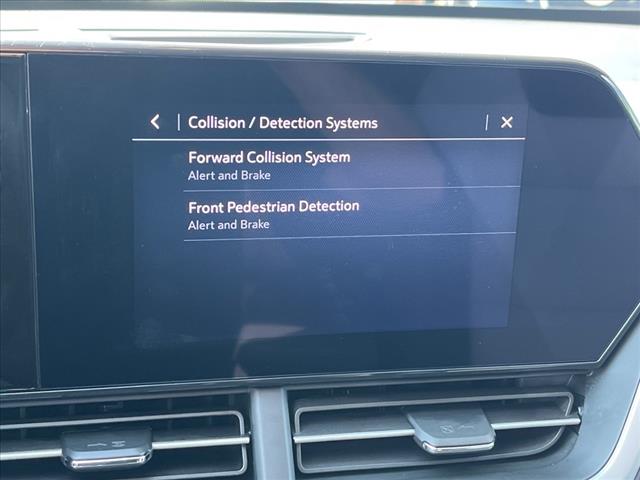 Collision / Detection Systems
Forward Collision System
Alert and Brake
Front Pedestrian Detection
Alert and Brake